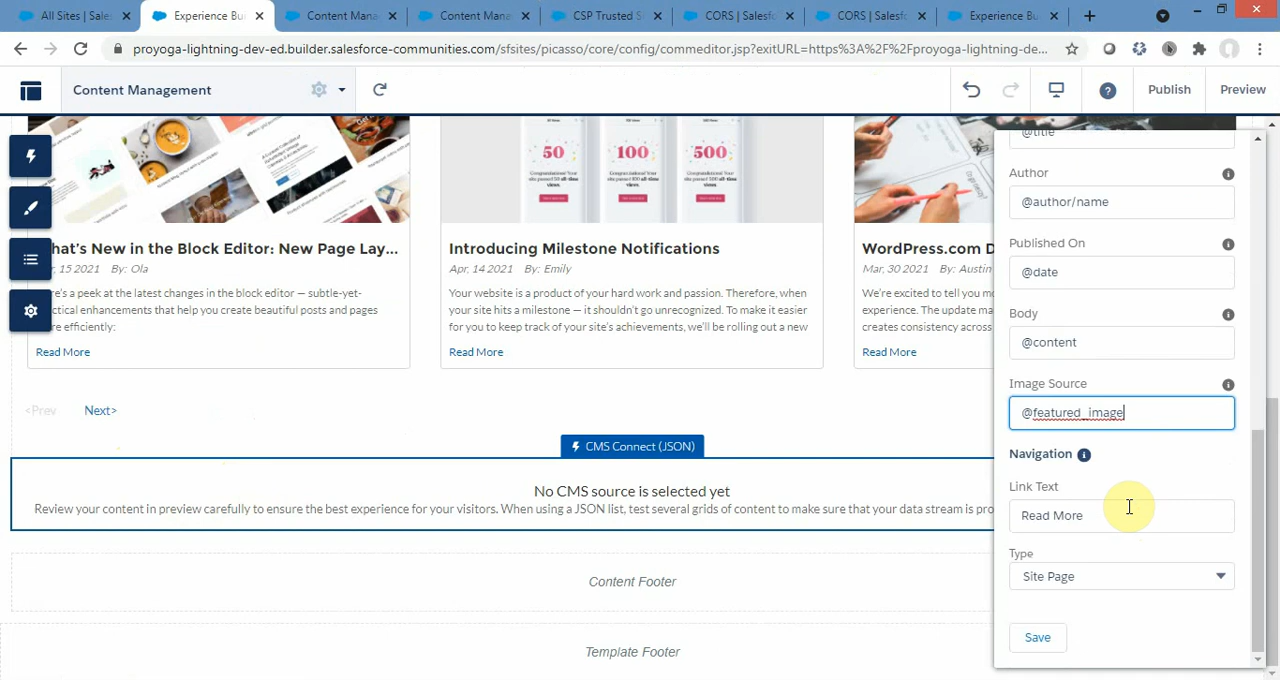 All Sites | Sales
Experience Bu
Content Mana
Content Mana
CSP Trusted S
CORS | Salesfo
CORS | Salesfo
Experience Bu
proyoga-lightning-dev-ed.builder.salesforce-communities.com/sfsites/picasso/core/config/commeditor.jsp?exitURL=https%3A%2F%2Fproyoga-lightning-de...
Content Management
Publish
Preview
50
100
500
@title
Author
@author/name
Published On
@date
Body
@content
Image Source
@featured_image
Navigation
Link Text
Read More
Type
Site Page
Save
hat's New in the Block Editor: New Page Lay...
r, 15 2021 By: Ola
re's a peek at the latest changes in the block editor — subtle-yet-
ctical enhancements that help you create beautiful posts and pages
re efficiently:
Read More
Introducing Milestone Notifications
Apr, 14 2021 By: Emily
Your website is a product of your hard work and passion. Therefore, when
your site hits a milestone — it shouldn't go unrecognized. To make it easier
for you to keep track of your site's achievements, we'll be rolling out a new
Read More
WordPress.com D
Mar, 30 2021 By: Austin
We're excited to tell you mo
experience. The update ma
creates consistency across
Read More
<Prev
Next>
CMS Connect (JSON)
No CMS source is selected yet
Review your content in preview carefully to ensure the best experience for your visitors. When using a JSON list, test several grids of content to make sure that your data stream is pro
Content Footer
Template Footer